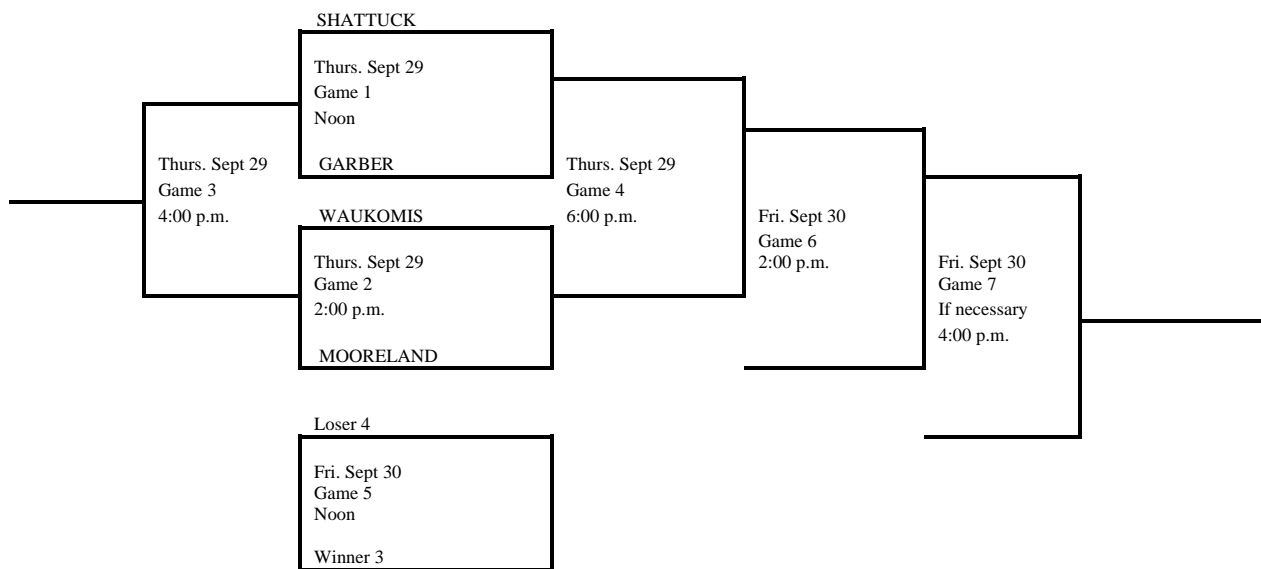 SHATTUCK
Thurs. Sept 29
Game 1
Noon
GARBER
Thurs. Sept 29
Game 3
4:00 p.m.
Thurs. Sept 29
Game 4
6:00 p.m.
WAUKOMIS
Thurs. Sept 29
Game 2
2:00 p.m.
MOORELAND
Fri. Sept 30
Game 6
2:00 p.m.
Fri. Sept 30
Game 7
If necessary
4:00 p.m.
Loser 4
Fri. Sept 30
Game 5
Noon
Winner 3